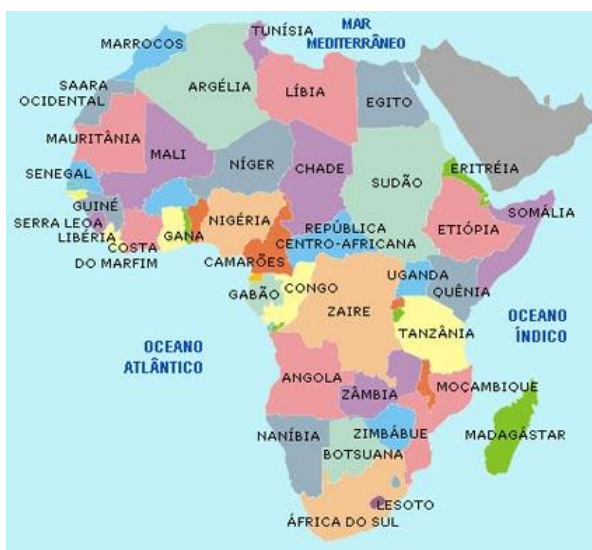 MAR
MEDITERRÂNEO
TUNÍSIA
MARROCOS
ARGÉLIA
LÍBIA
EGITO
SAARA
OCIDENTAL
MAURITÂNIA
MALI
NÍGER
CHADE
SUDÃO
ERITRÉIA
SENEGAL
GUINÉ
SERRA LEOA
LIBÉRIA
COSTA
DO MARFIM
GANA
NIGÉRIA
CAMARÕES
REPÚBLICA
CENTRO-AFRICANA
ETIÓPIA
SOMÁLIA
UGANDA
QUÊNIA
GABÃO
CONGO
ZAIRE
TANZÂNIA
OCEANO
ÍNDICO
OCEANO
ATLÂNTICO
ANGOLA
ZÂMBIA
MOÇAMBIQUE
NANÍBIA
ZIMBÁBUE
BOTSUANA
MADAGÁSTAR
LESOTO
ÁFRICA DO SUL